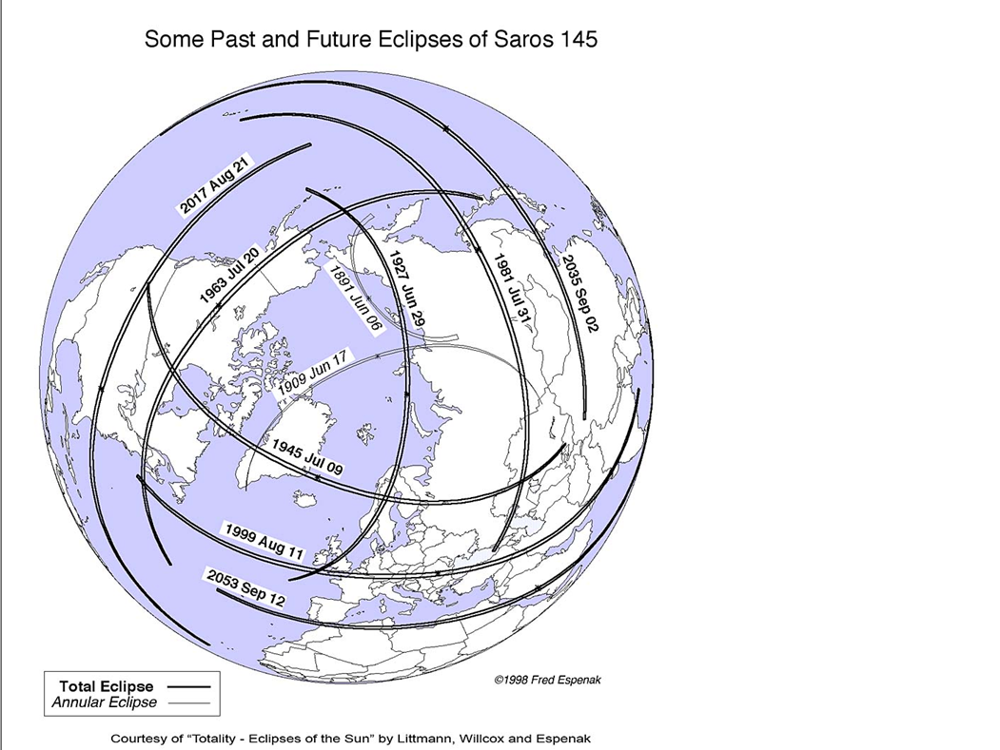 Some Past and Future Eclipses of Saros 145
2017 Aug 21
1963 Jul 20
1891 Jun 06
1927 Jun 29
1981 Jul 31
2035 Sep 02
1909 Jun 17
1945 Jul 09
1999 Aug 11
2053 Sep 12
Total Eclipse
Annular Eclipse
©1998 Fred Espenak
Courtesy of “Totality - Eclipses of the Sun” by Littmann, Willcox and Espenak